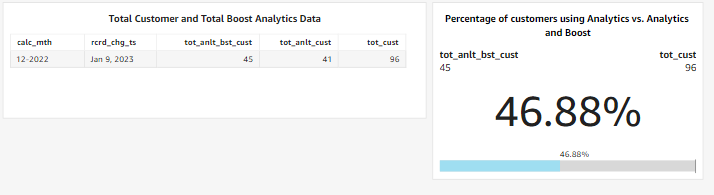 Total Customer and Total Boost Analytics Data
calc_mth rcrd_chg_ts tot_anlt_bst_cust tot_anlt_cust tot_cust
12-2022 Jan 9, 2023 45 41 96
Percentage of customers using Analytics vs. Analytics
and Boost
tot_anlt_bst_cust tot_cust
45 96
46.88%
46.88%